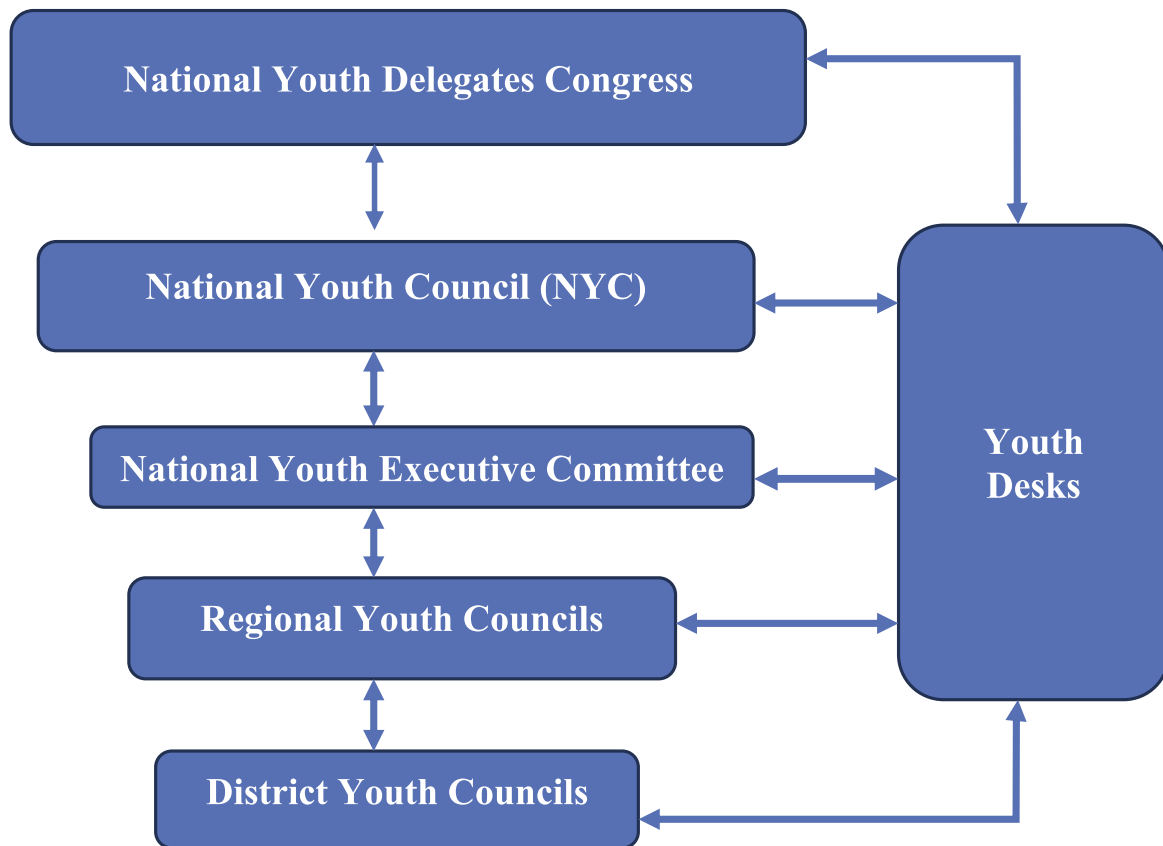 National Youth Delegates Congress
National Youth Council (NYC)
National Youth Executive Committee
Youth
Desks
Regional Youth Councils
District Youth Councils